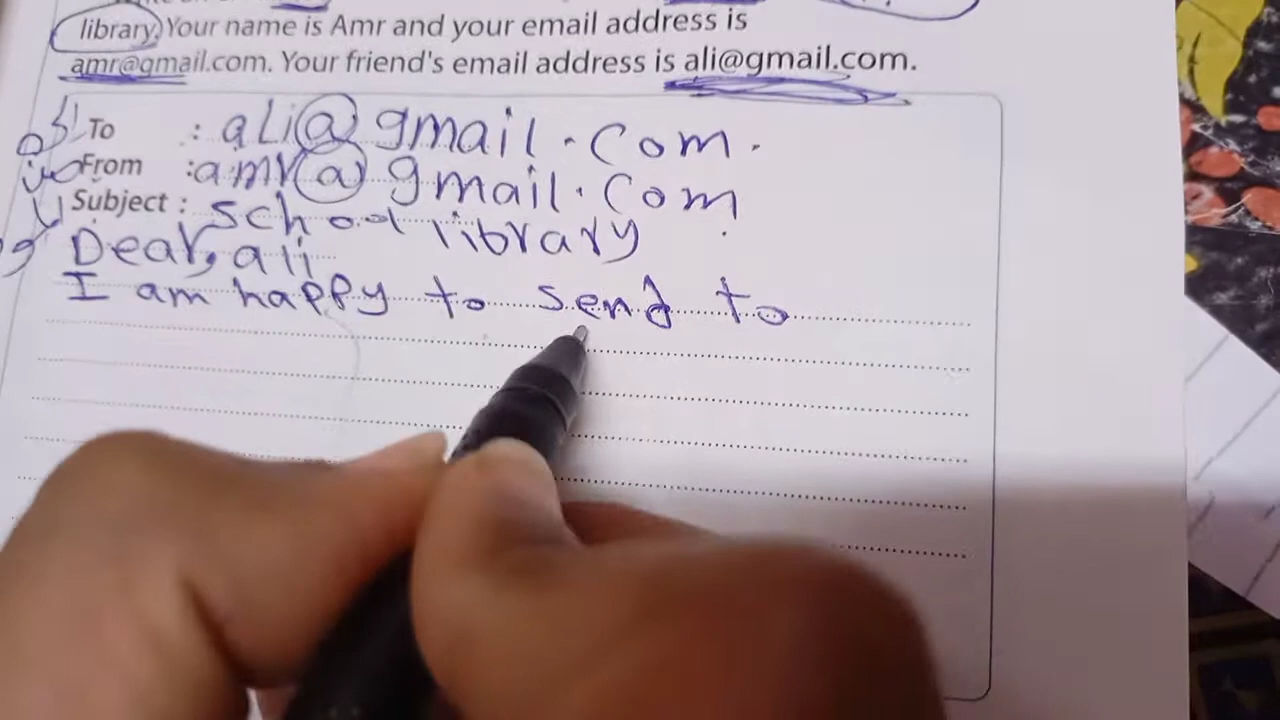 library. Your name is Amr and your email address is
amr@gmail.com. Your friend's email address is ali@gmail.com.
To : ali@gmail.com.
From : amr@gmail.com
Subject : school library
Dear, ali
I am happy to send to